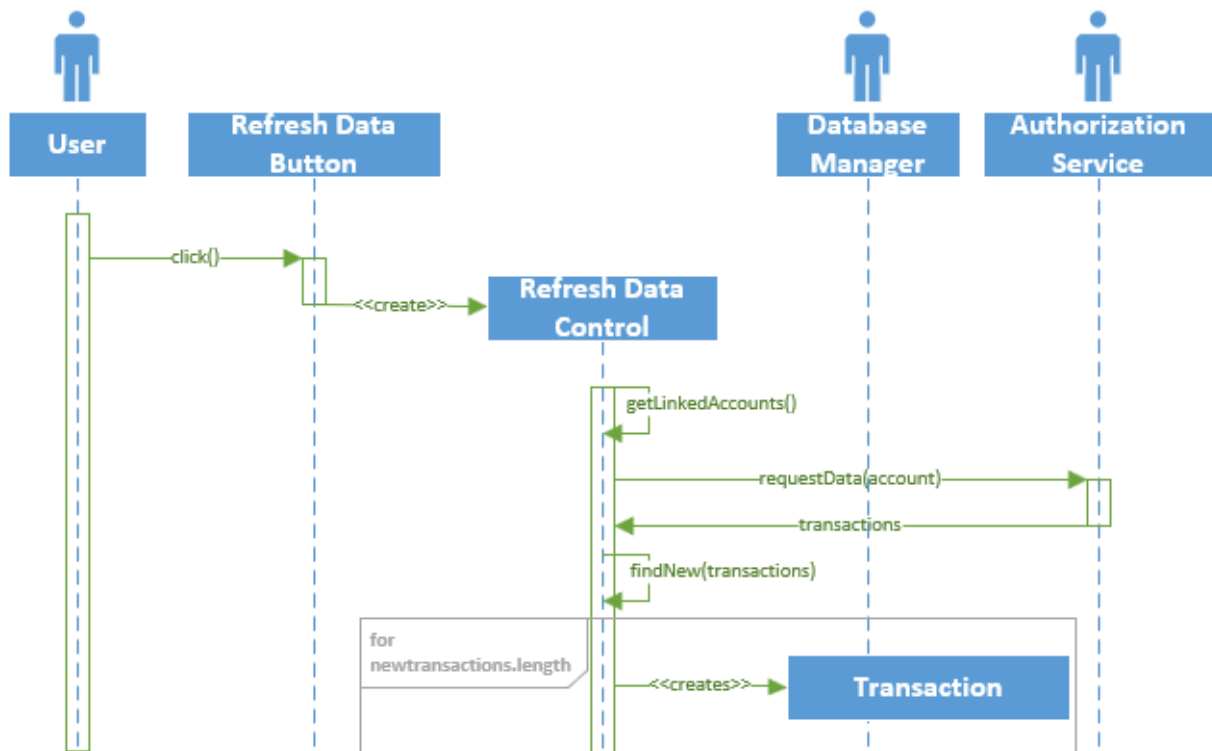 User
Refresh Data
Button
Database
Manager
Authorization
Service
click()
<<create>>
Refresh Data
Control
getLinkedAccounts()
requestData(account)
transactions
findNew(transactions)
for
newtransactions.length
<<creates>>
Transaction